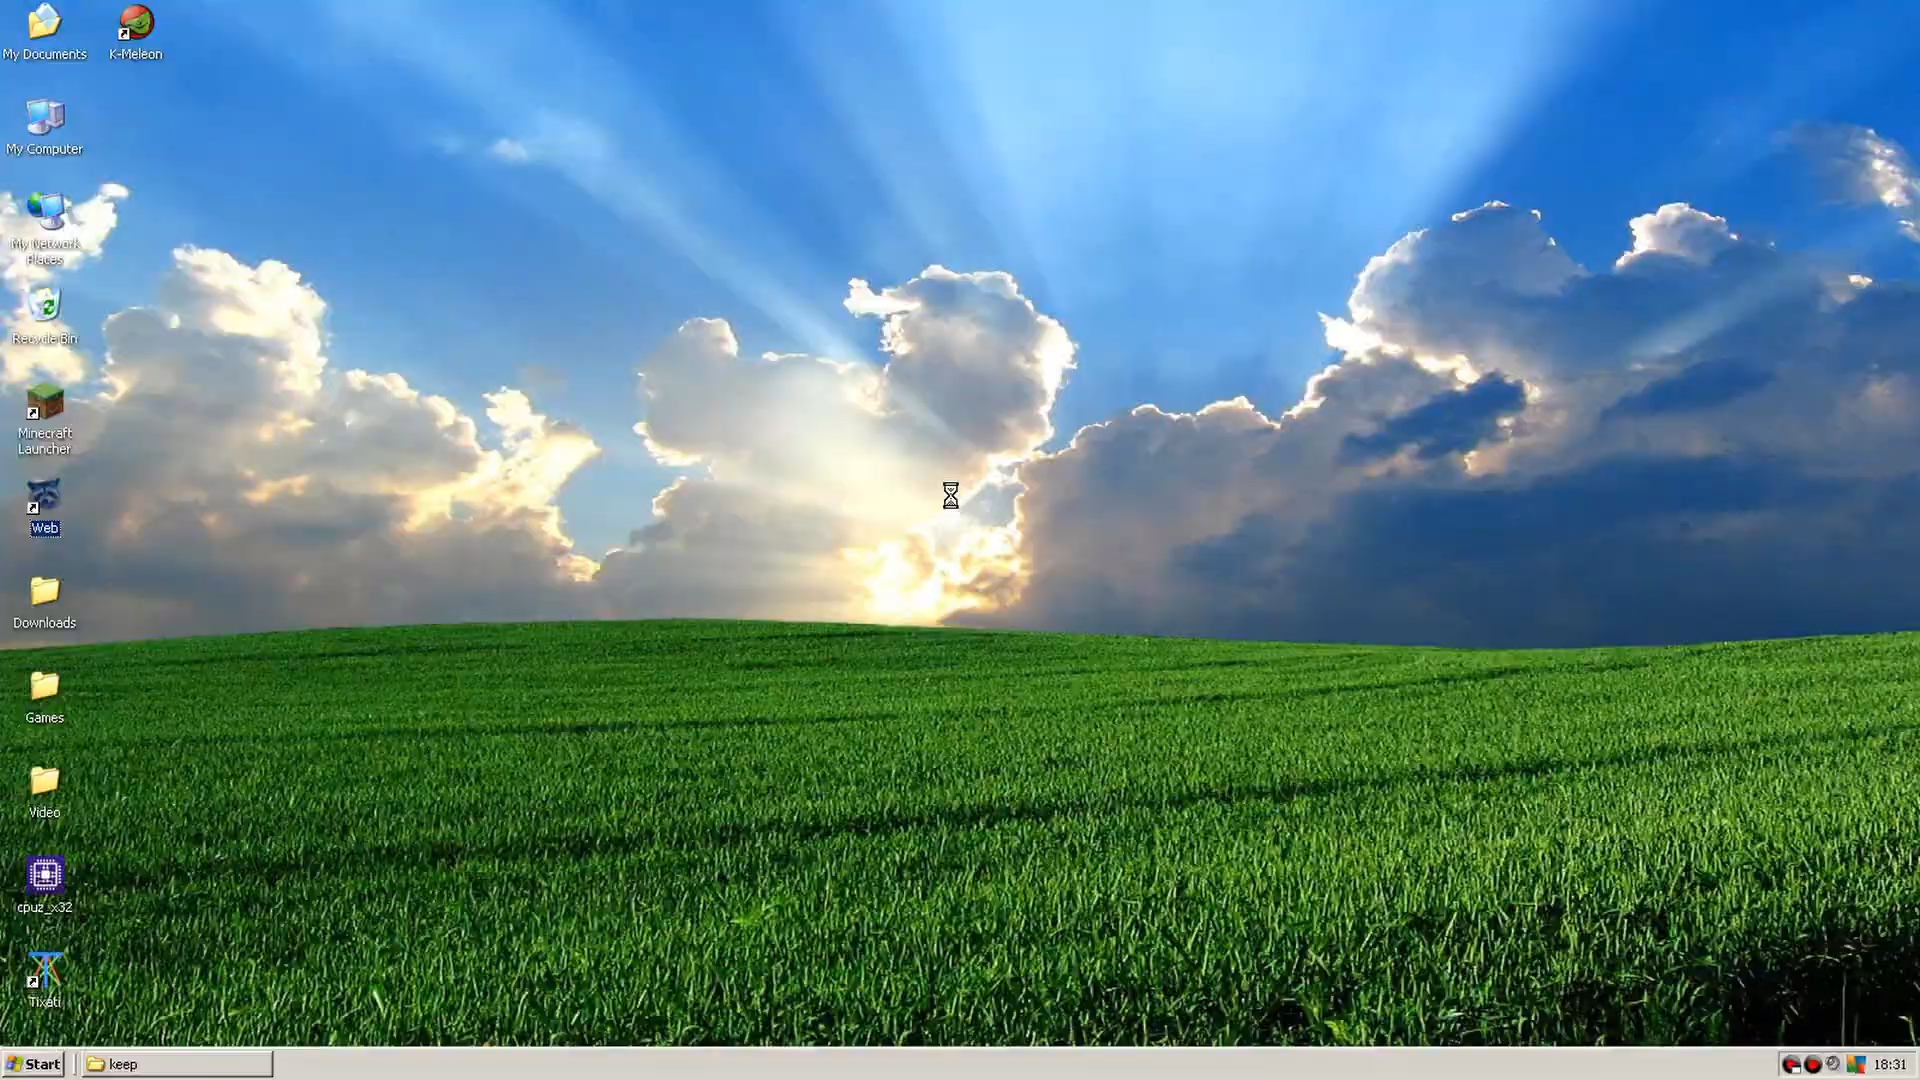 My Documents
K-Meleon
My Computer
My Network
Places
Recycle Bin
Minecraft
Launcher
Web
Downloads
Games
Video
cpuz_x32
Tixati
Start
keep
18:31